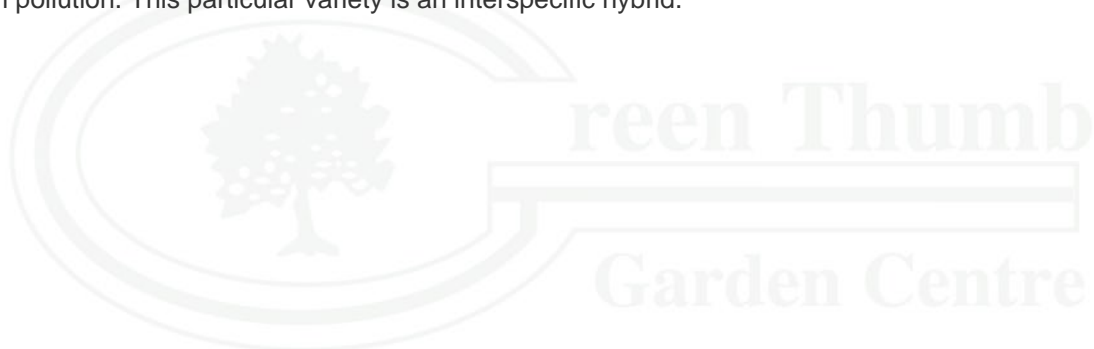 pollution. This particular variety is an interspecific hybrid.
reen Thumb
Garden Centre